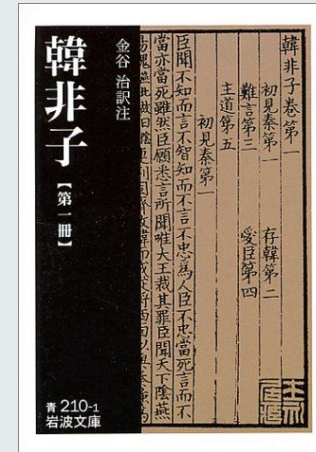 韓非子
【第一冊】
金谷 治訳注
青 210-1
岩波文庫
韓非子卷第一
初見秦第一
存韓第二
難言第三
愛臣第四
主道第五
初見秦第一
臣聞不知而言不智知而不言不忠爲人臣不忠當死言而不
當亦當死雖然臣願悉言所聞唯大王裁其罪臣聞天下陰燕